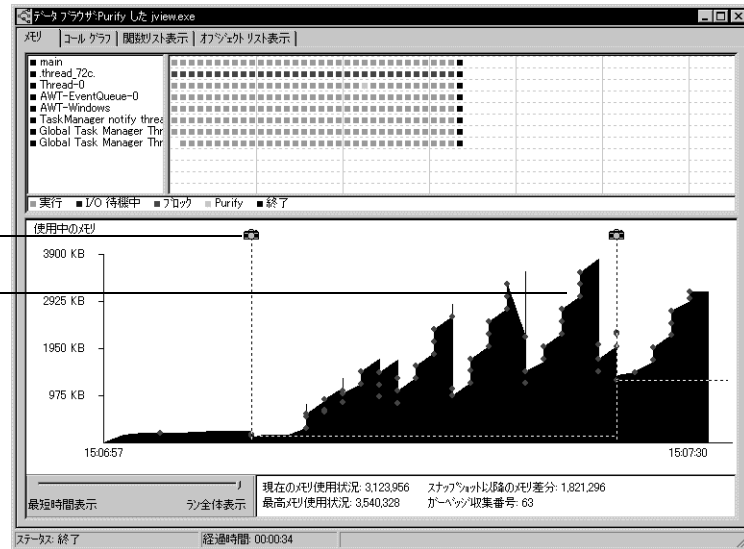 データ ブラウザ:Purify した jview.exe
メモリ コール グラフ 関数リスト表示 オブジェクト リスト表示
main
.thread_72c.
Thread-0
AWT-EventQueue-0
AWT-Windows
TaskManager notify threa
Global Task Manager Thr
Global Task Manager Thr
実行 I/O 待機中 ブロック Purify 終了
使用中のメモリ
3900 KB
2925 KB
1950 KB
975 KB
15:06:57 15:07:30
最短時間表示 ラン全体表示
現在のメモリ使用状況: 3,123,956 スナップショット以降のメモリ差分: 1,821,296
最高メモリ使用状況: 3,540,328 ガーベッジ収集番号: 63
ステータス: 終了 経過時間: 00:00:34